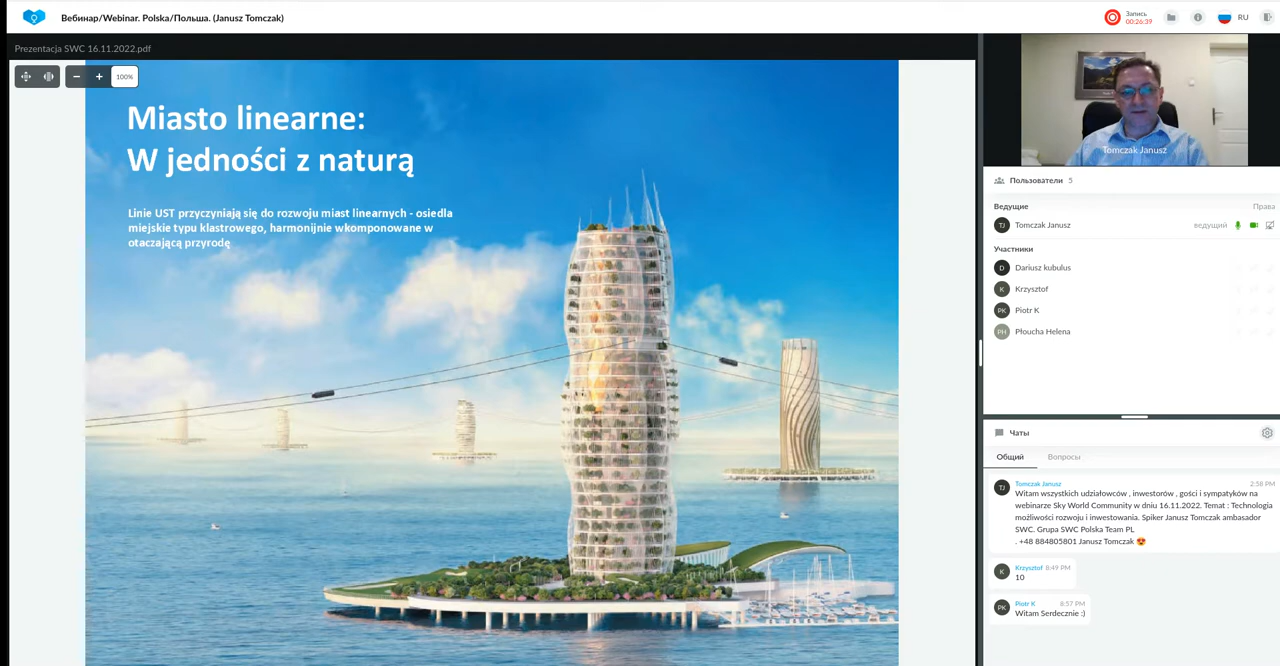 Вебинар/Webinar. Polska/Польша. (Janusz Tomczak)
Запись
00:26:39
RU
Prezentacja SWC 16.11.2022.pdf
100%
Miasto linearne:
W jedności z naturą
Linie UST przyczyniają się do rozwoju miast linearnych - osiedla
miejskie typu klastrowego, harmonijnie wkomponowane w
otaczającą przyrodę
Tomczak Janusz
Пользователи 5
Ведущие Права
TJ Tomczak Janusz ведущий
Участники
D Dariusz kubulus
K Krzysztof
PK Piotr K
PH Płoucha Helena
Чаты
Общий Вопросы
TJ Tomczak Janusz 2:58 PM
Witam wszystkich udziałowców , inwestorów , gości i sympatyków na
webinarze Sky World Community w dniu 16.11.2022. Temat : Technologia
możliwości rozwoju i inwestowania. Spiker Janusz Tomczak ambasador
SWC. Grupa SWC Polska Team PL
. +48 884805801 Janusz Tomczak 😍
K Krzysztof 8:49 PM
10
PK Piotr K 8:57 PM
Witam Serdecznie :)